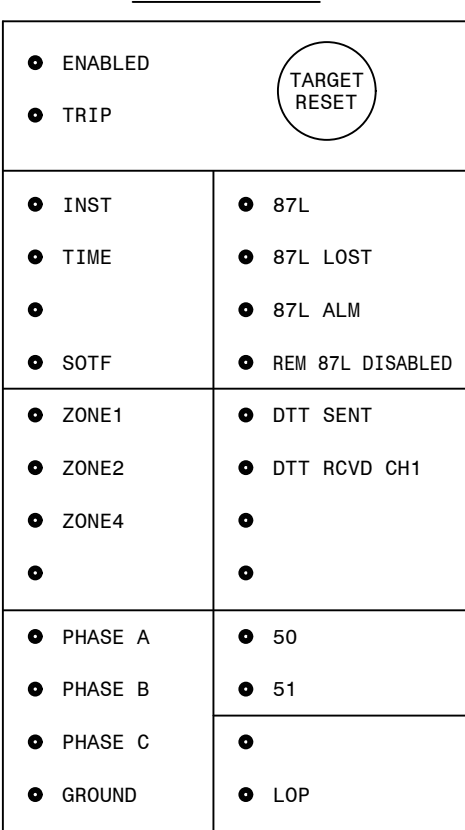 ENABLED
TRIP
TARGET
RESET
INST
TIME
SOTF
87L
87L LOST
87L ALM
REM 87L DISABLED
ZONE1
ZONE2
ZONE4
DTT SENT
DTT RCVD CH1
PHASE A
PHASE B
PHASE C
GROUND
50
51
LOP